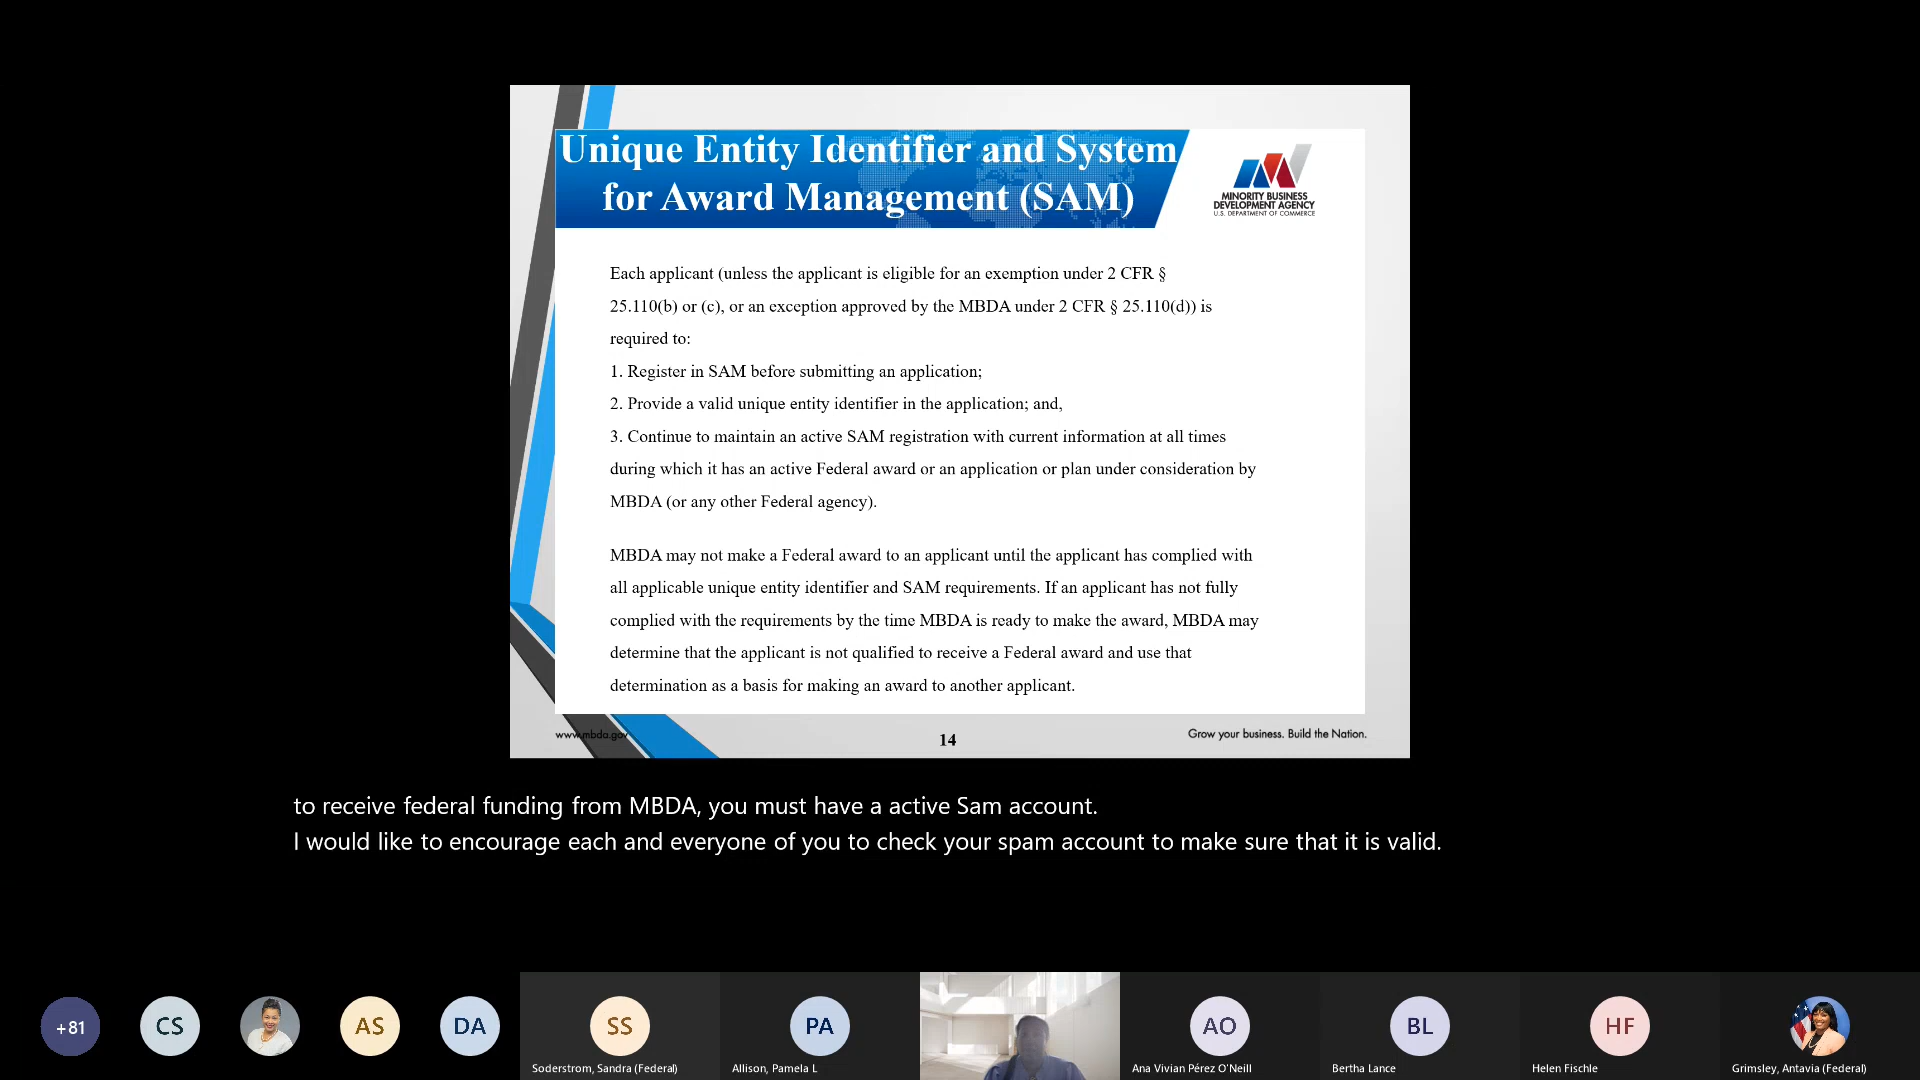 Unique Entity Identifier and System
for Award Management (SAM)
MINORITY BUSINESS
DEVELOPMENT AGENCY
U.S. DEPARTMENT OF COMMERCE
Each applicant (unless the applicant is eligible for an exemption under 2 CFR §
25.110(b) or (c), or an exception approved by the MBDA under 2 CFR § 25.110(d)) is
required to:
1. Register in SAM before submitting an application;
2. Provide a valid unique entity identifier in the application; and,
3. Continue to maintain an active SAM registration with current information at all times
during which it has an active Federal award or an application or plan under consideration by
MBDA (or any other Federal agency).
MBDA may not make a Federal award to an applicant until the applicant has complied with
all applicable unique entity identifier and SAM requirements. If an applicant has not fully
complied with the requirements by the time MBDA is ready to make the award, MBDA may
determine that the applicant is not qualified to receive a Federal award and use that
determination as a basis for making an award to another applicant.
www.mbda.gov
14
Grow your business. Build the Nation.
to receive federal funding from MBDA, you must have a active Sam account.
I would like to encourage each and everyone of you to check your spam account to make sure that it is valid.
+81
CS
AS
DA
SS
PA
AO
BL
HF
Soderstrom, Sandra (Federal)
Allison, Pamela L
Ana Vivian Pérez O'Neill
Bertha Lance
Helen Fischle
Grimsley, Antavia (Federal)